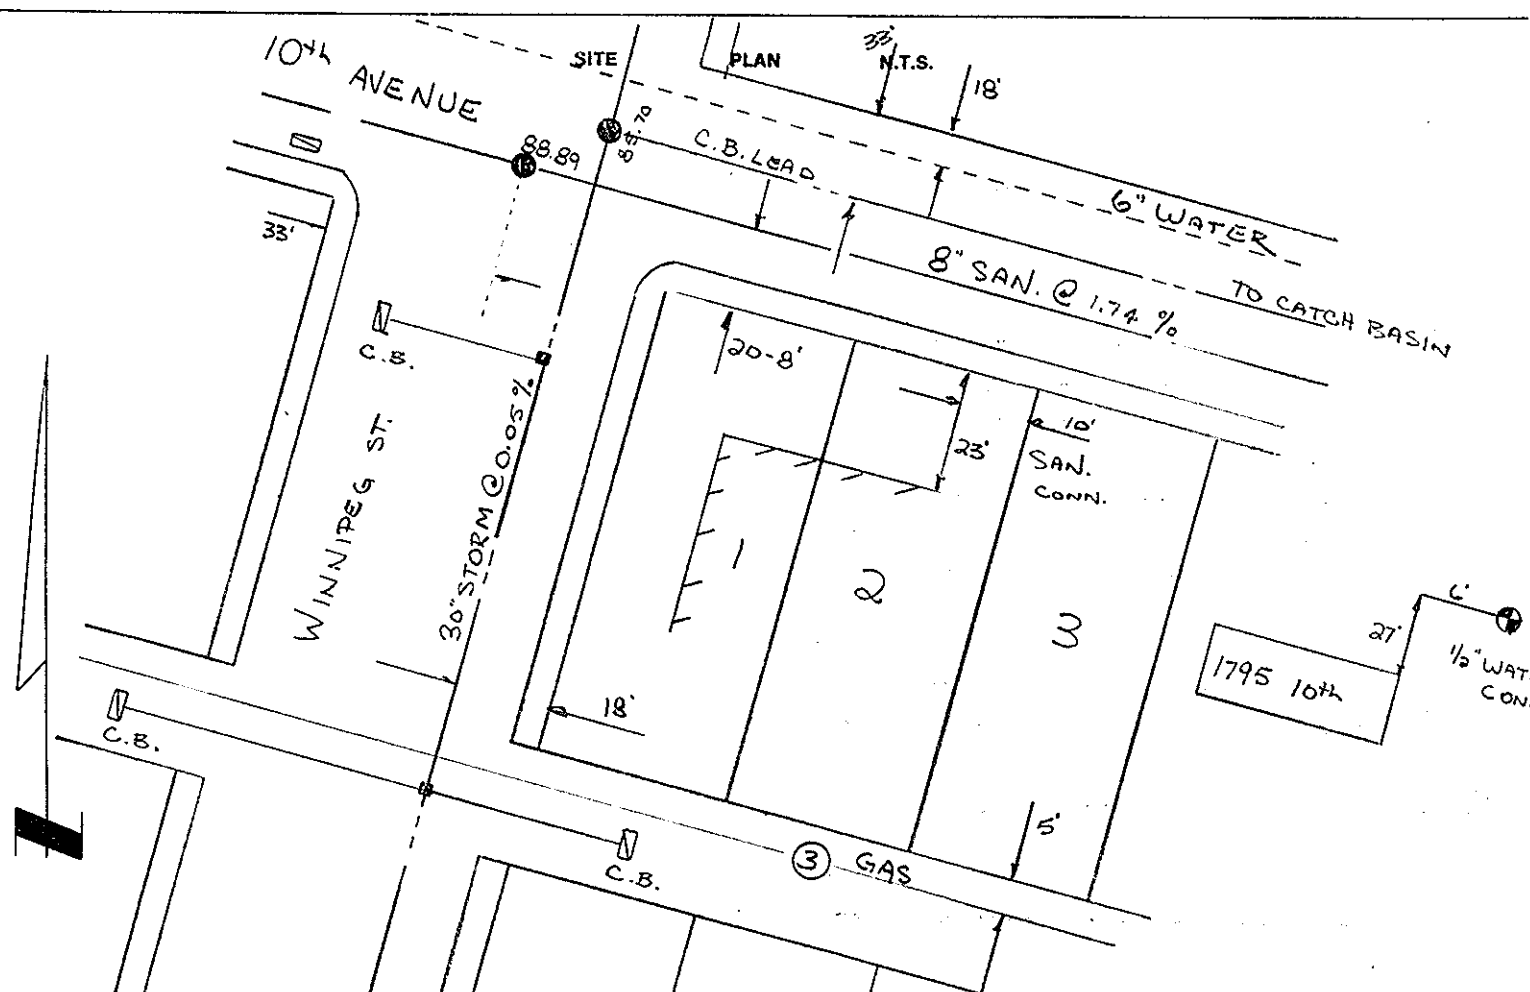 SITE PLAN N.T.S.
10th AVENUE
33'
18'
88.89
C.B. LEAD
6" WATER
33'
8" SAN. @ 1.74 %
TO CATCH BASIN
C.B.
20-8'
23'
10'
SAN.
CONN.
WINNIPEG ST.
30" STORM @ 0.05 %
1
2
3
6'
27'
1/2" WAT
CON
1795 10th
18'
C.B.
5'
3 GAS
C.B.